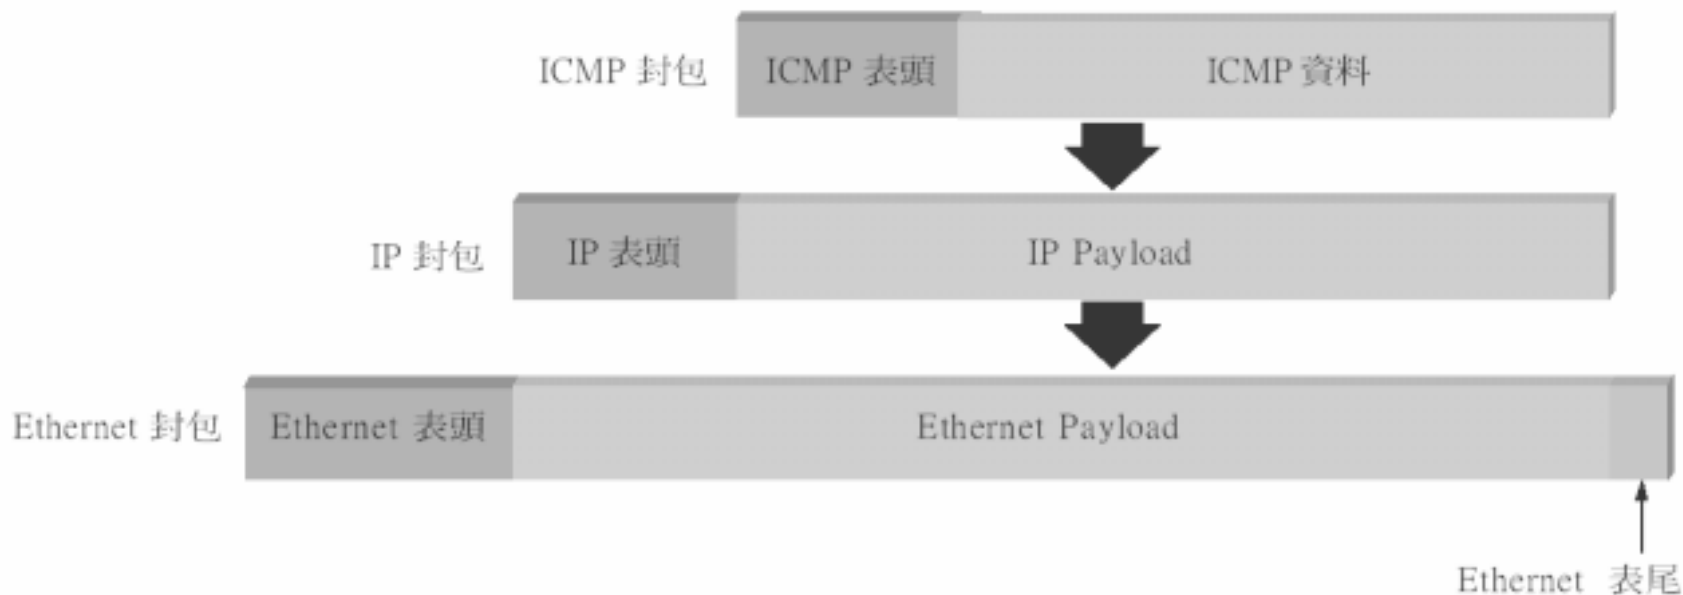 ICMP 封包
ICMP 表頭
ICMP 資料
IP 封包
IP 表頭
IP Payload
Ethernet 封包
Ethernet 表頭
Ethernet Payload
Ethernet 表尾